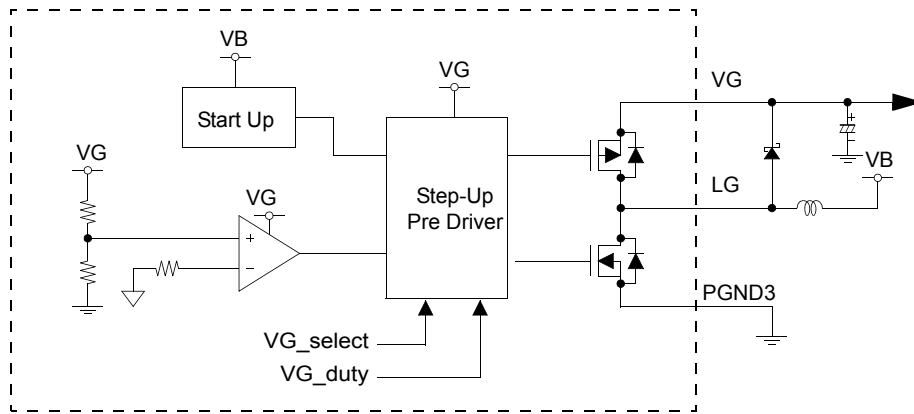 VB
VG
VG
Start Up
VG
VG
Step-Up
Pre Driver
+
−
+
−
LG
VB
PGND3
VG_select
VG_duty